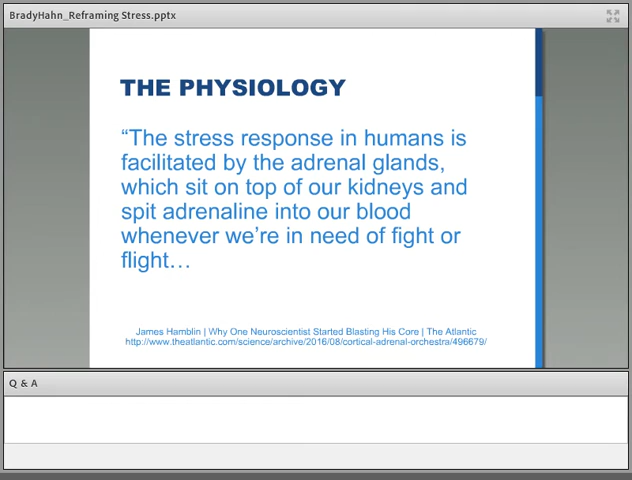 BradyHahn_Reframing Stress.pptx
THE PHYSIOLOGY
“The stress response in humans is
facilitated by the adrenal glands,
which sit on top of our kidneys and
spit adrenaline into our blood
whenever we’re in need of fight or
flight…
James Hamblin | Why One Neuroscientist Started Blasting His Core | The Atlantic
http://www.theatlantic.com/science/archive/2016/08/cortical-adrenal-orchestra/496679/
Q & A